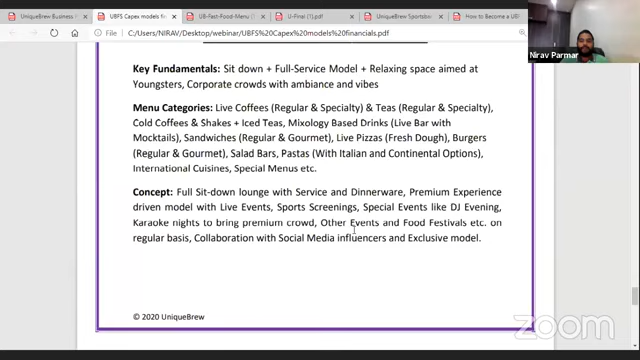 UniqueBrew Business
UBFS Capex models fi
UB-Fast-Food-Menu
U-Final (1).pdf
UniqueBrew Sportsb
How to Become a UB
C:/Users/NIRAV/Desktop/webinar/UBFS%20Capex%20models%20financials.pdf
Nirav Parmar
Key Fundamentals: Sit down + Full-Service Model + Relaxing space aimed at
Youngsters, Corporate crowds with ambiance and vibes
Menu Categories: Live Coffees (Regular & Specialty) & Teas (Regular & Specialty),
Cold Coffees & Shakes + Iced Teas, Mixology Based Drinks (Live Bar with
Mocktails), Sandwiches (Regular & Gourmet), Live Pizzas (Fresh Dough), Burgers
(Regular & Gourmet), Salad Bars, Pastas (With Italian and Continental Options),
International Cuisines, Special Menus etc.
Concept: Full Sit-down lounge with Service and Dinnerware, Premium Experience
driven model with Live Events, Sports Screenings, Special Events like DJ Evening,
Karaoke nights to bring premium crowd, Other Events and Food Festivals etc. on
regular basis, Collaboration with Social Media influencers and Exclusive model.
© 2020 UniqueBrew
zoom